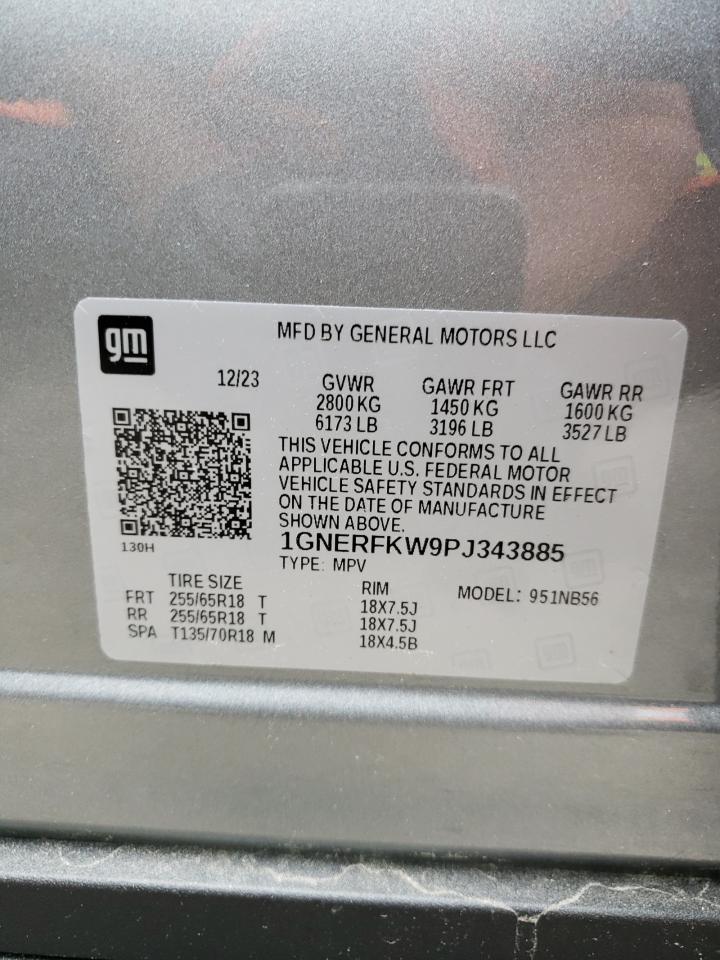 gm
MFD BY GENERAL MOTORS LLC
12/23 GVWR GAWR FRT GAWR RR
2800 KG 1450 KG 1600 KG
6173 LB 3196 LB 3527 LB
THIS VEHICLE CONFORMS TO ALL
APPLICABLE U.S. FEDERAL MOTOR
VEHICLE SAFETY STANDARDS IN EFFECT
ON THE DATE OF MANUFACTURE
SHOWN ABOVE.
130H
1GNERFKW9PJ343885
TYPE: MPV
TIRE SIZE RIM MODEL: 951NB56
FRT 255/65R18 T 18X7.5J
RR 255/65R18 T 18X7.5J
SPA T135/70R18 M 18X4.5B